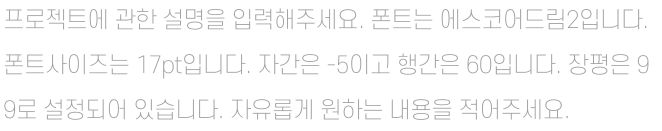 프로젝트에 관한 설명을 입력해주세요. 폰트는 에스코어드림2입니다.
폰트사이즈는 17pt입니다. 자간은 -50이고 행간은 60입니다. 장평은 9
9로 설정되어 있습니다. 자유롭게 원하는 내용을 적어주세요.